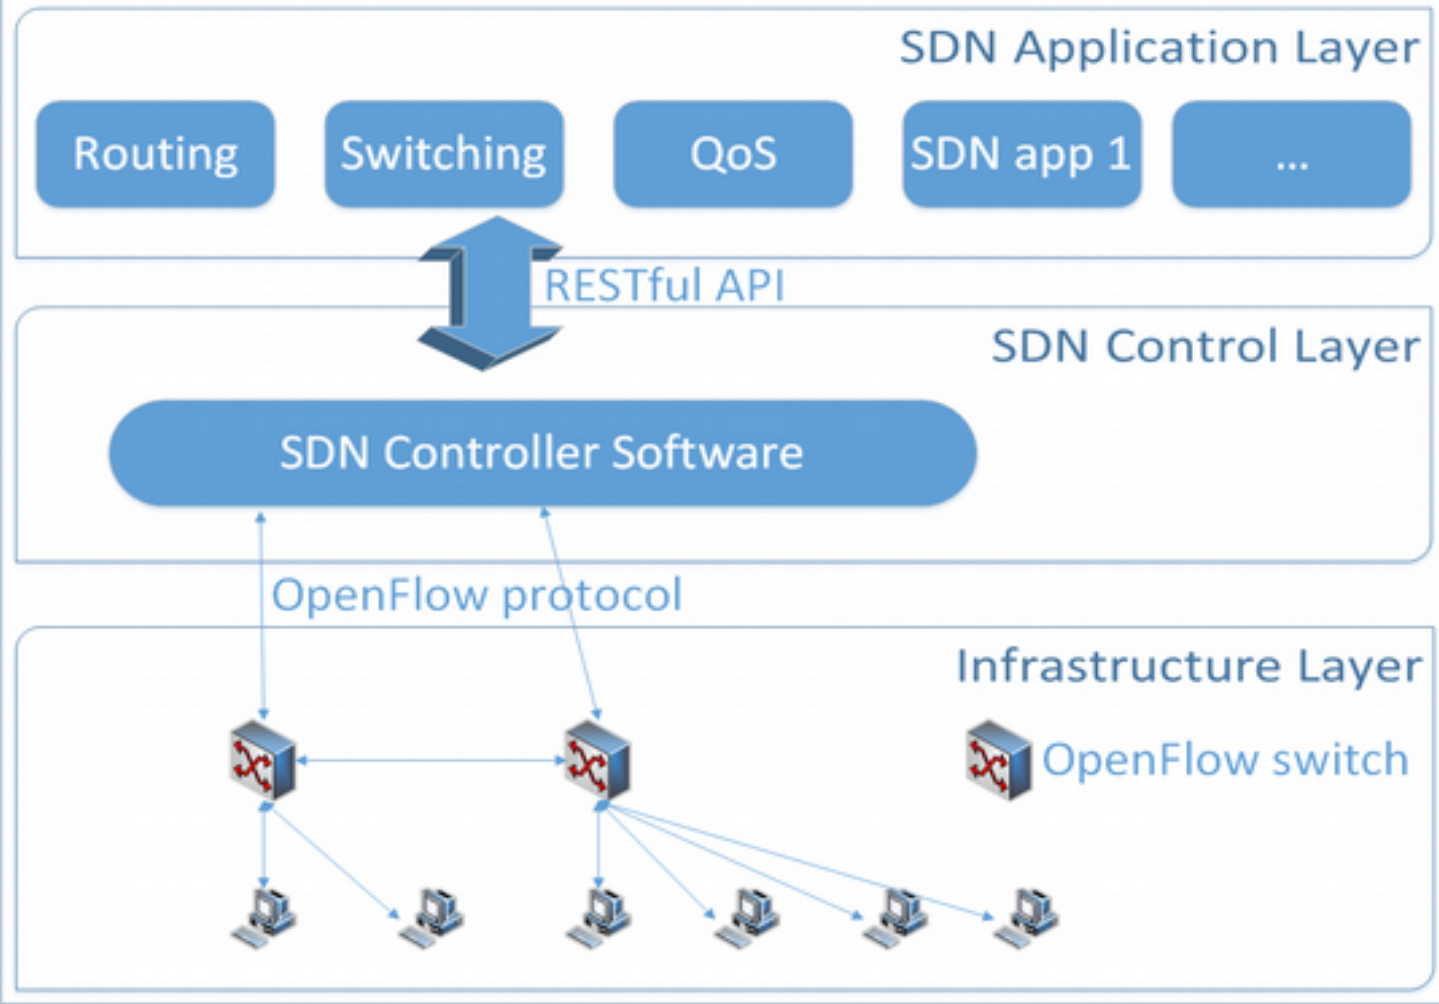 SDN Application Layer
Routing
Switching
QoS
SDN app 1
...
RESTful API
SDN Control Layer
SDN Controller Software
OpenFlow protocol
Infrastructure Layer
OpenFlow switch